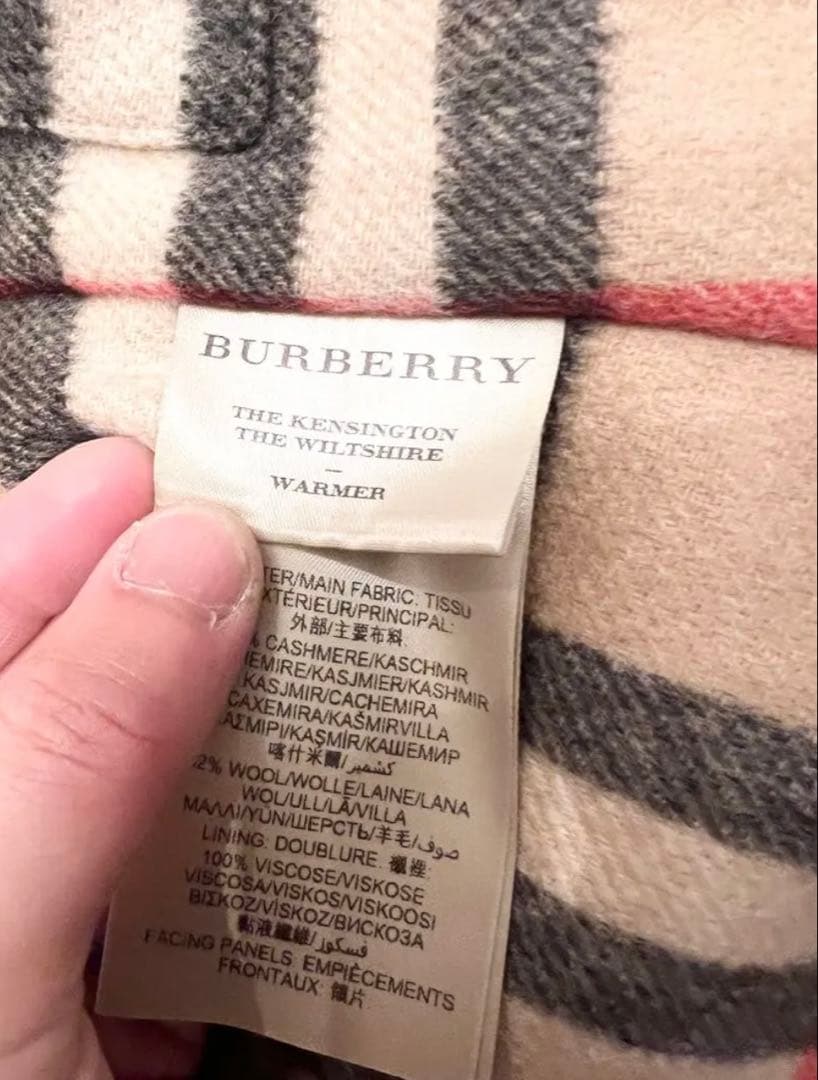 BURBERRY
THE KENSINGTON
THE WILTSHIRE
–
WARMER
TER/MAIN FABRIC. TISSU
XTÉRIEUR/PRINCIPAL:
外部/主要布料:
% CASHMERE/KASCHMIR
EMIRE/KASJMIER/KASHMIR
KASJMIR/CACHEMIRA
CAXEMIRA/KAŠMIRVILLA
ΑΣΜΙΡΙ/KAŞMİR/КАШЕМИР
喀什米爾/كشمير
2% WOOL/WOLLE/LAINE/LANA
WOL/ULL/LÃ/VILLA
ΜΑΛΛΙ/YÜN/ШЕРСТЬ/羊毛/صوف
LINING: DOUBLURE. 襯裡:
100% VISCOSE/VISKOSE
VISCOSA/VISKOS/VISKOOSI
ΒΙΣΚΟΖ/VİSKOZ/ВИСКОЗА
黏液纖維/فسكوز
FACING PANELS. EMPIÈCEMENTS
FRONTAUX: 領片